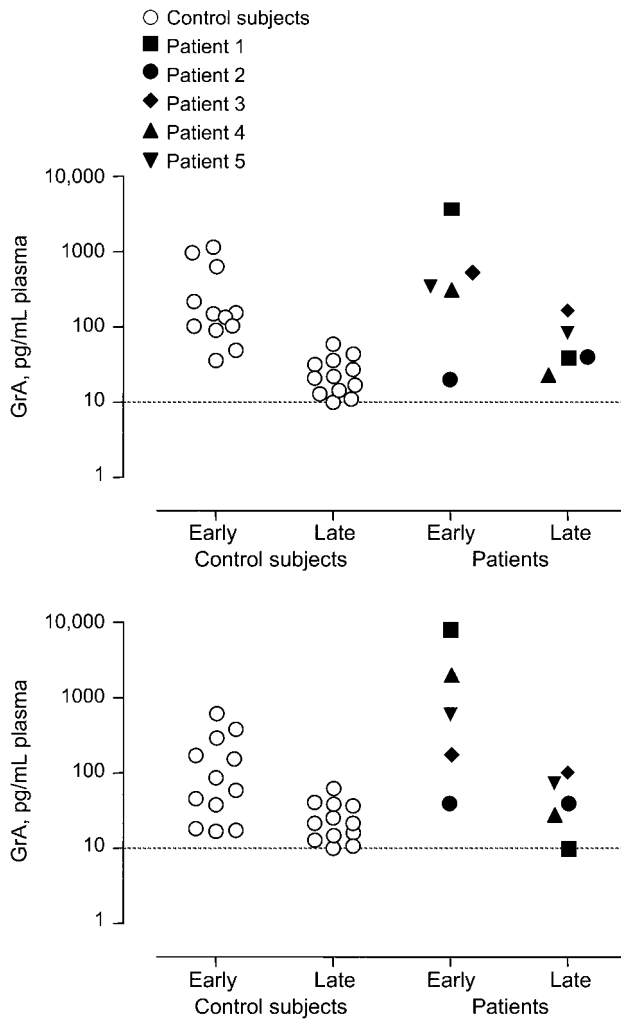 Control subjects
Patient 1
Patient 2
Patient 3
Patient 4
Patient 5
GrA, pg/mL plasma
10,000
1000
100
10
1
Early Late Early Late
Control subjects Patients
GrA, pg/mL plasma
10,000
1000
100
10
1
Early Late Early Late
Control subjects Patients